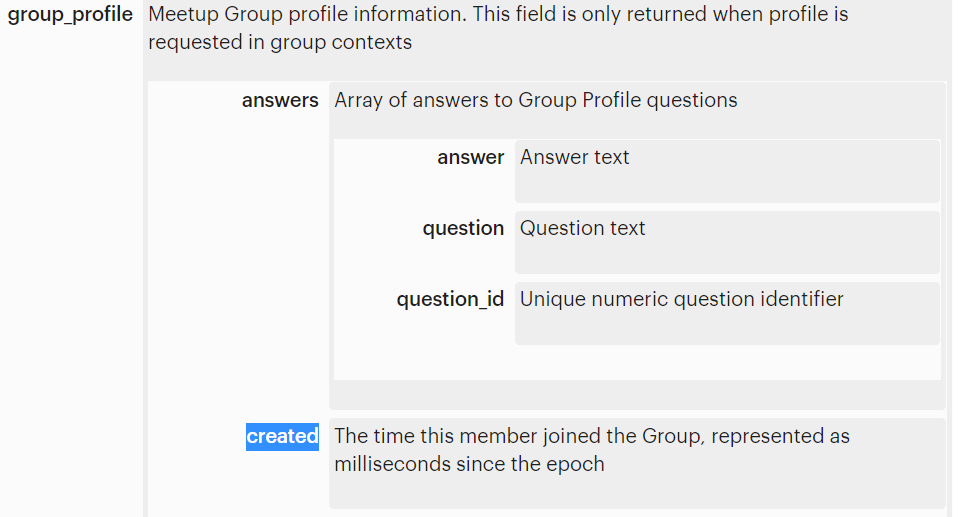 group_profile Meetup Group profile information. This field is only returned when profile is
requested in group contexts
answers Array of answers to Group Profile questions
answer Answer text
question Question text
question_id Unique numeric question identifier
created The time this member joined the Group, represented as
milliseconds since the epoch